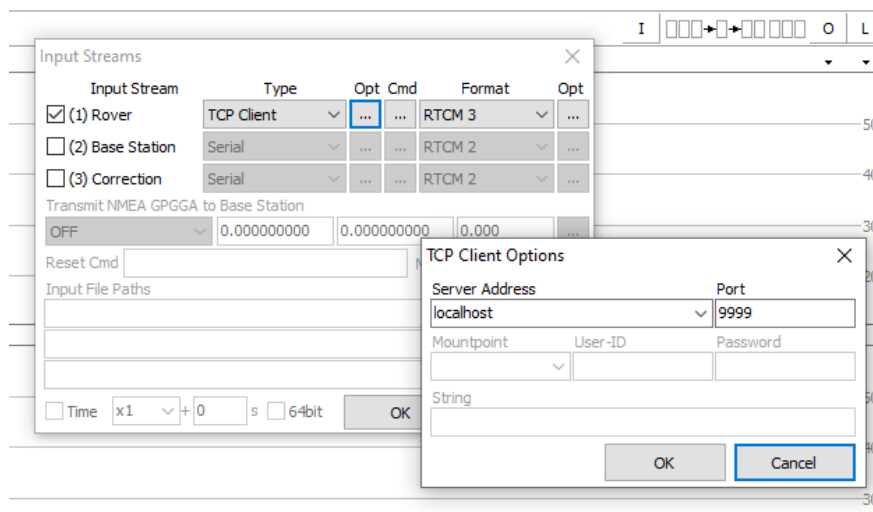 I O L
Input Streams
Input Stream Type Opt Cmd Format Opt
(1) Rover TCP Client ... ... RTCM 3 ...
(2) Base Station Serial ... ... RTCM 2 ...
(3) Correction Serial ... ... RTCM 2 ...
Transmit NMEA GPGGA to Base Station
OFF 0.000000000 0.000000000 0.000 ...
Reset Cmd
Input File Paths
Time x1 + 0 s 64bit OK
TCP Client Options
Server Address Port
localhost 9999
Mountpoint User-ID Password
String
OK Cancel